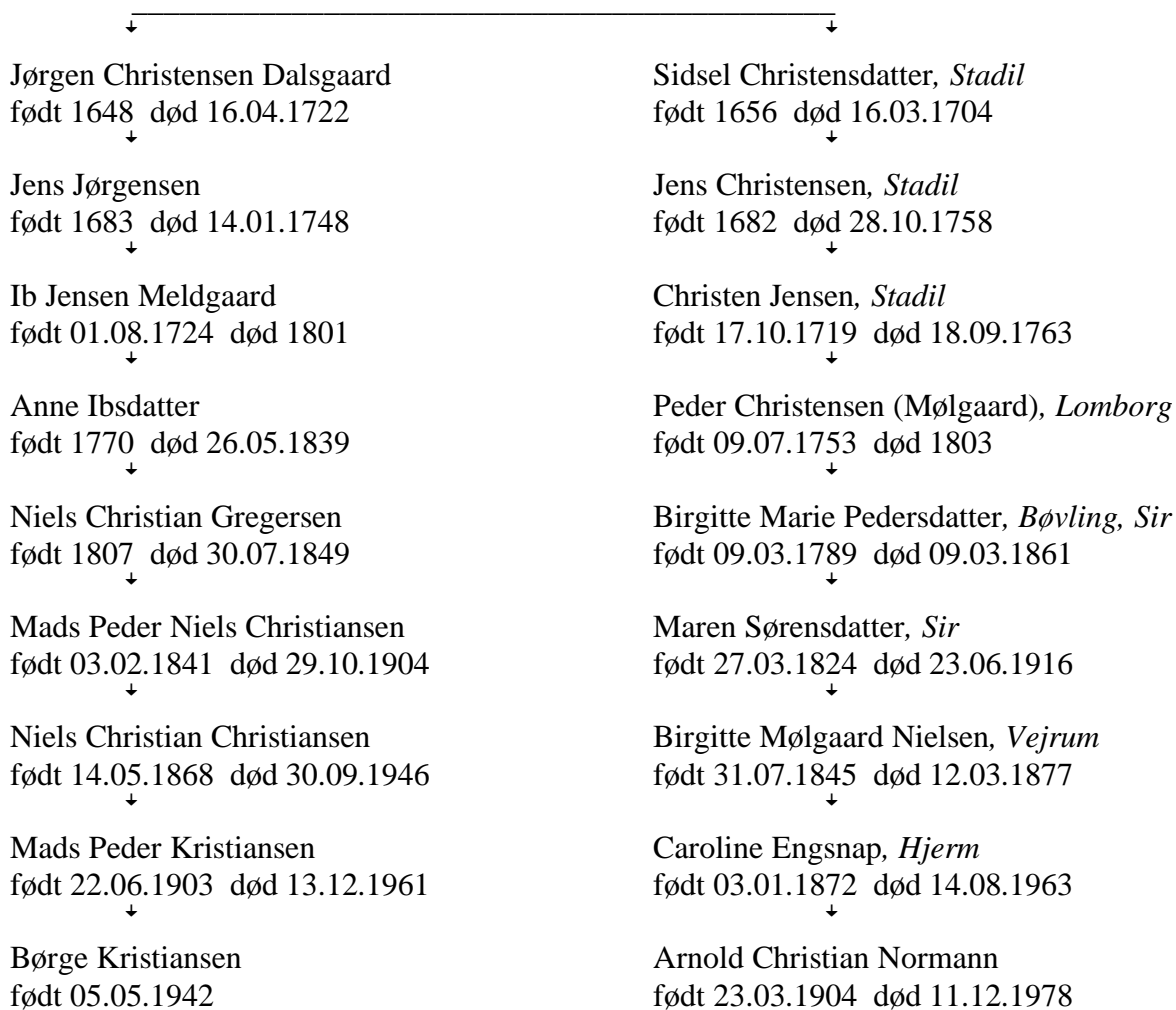 Jørgen Christensen Dalsgaard
født 1648 død 16.04.1722
Jens Jørgensen
født 1683 død 14.01.1748
Ib Jensen Meldgaard
født 01.08.1724 død 1801
Anne Ibsdatter
født 1770 død 26.05.1839
Niels Christian Gregersen
født 1807 død 30.07.1849
Mads Peder Niels Christiansen
født 03.02.1841 død 29.10.1904
Niels Christian Christiansen
født 14.05.1868 død 30.09.1946
Mads Peder Kristiansen
født 22.06.1903 død 13.12.1961
Børge Kristiansen
født 05.05.1942
Sidsel Christensdatter, Stadil
født 1656 død 16.03.1704
Jens Christensen, Stadil
født 1682 død 28.10.1758
Christen Jensen, Stadil
født 17.10.1719 død 18.09.1763
Peder Christensen (Mølgaard), Lomborg
født 09.07.1753 død 1803
Birgitte Marie Pedersdatter, Bøvling, Sir
født 09.03.1789 død 09.03.1861
Maren Sørensdatter, Sir
født 27.03.1824 død 23.06.1916
Birgitte Mølgaard Nielsen, Vejrum
født 31.07.1845 død 12.03.1877
Caroline Engsnap, Hjerm
født 03.01.1872 død 14.08.1963
Arnold Christian Normann
født 23.03.1904 død 11.12.1978